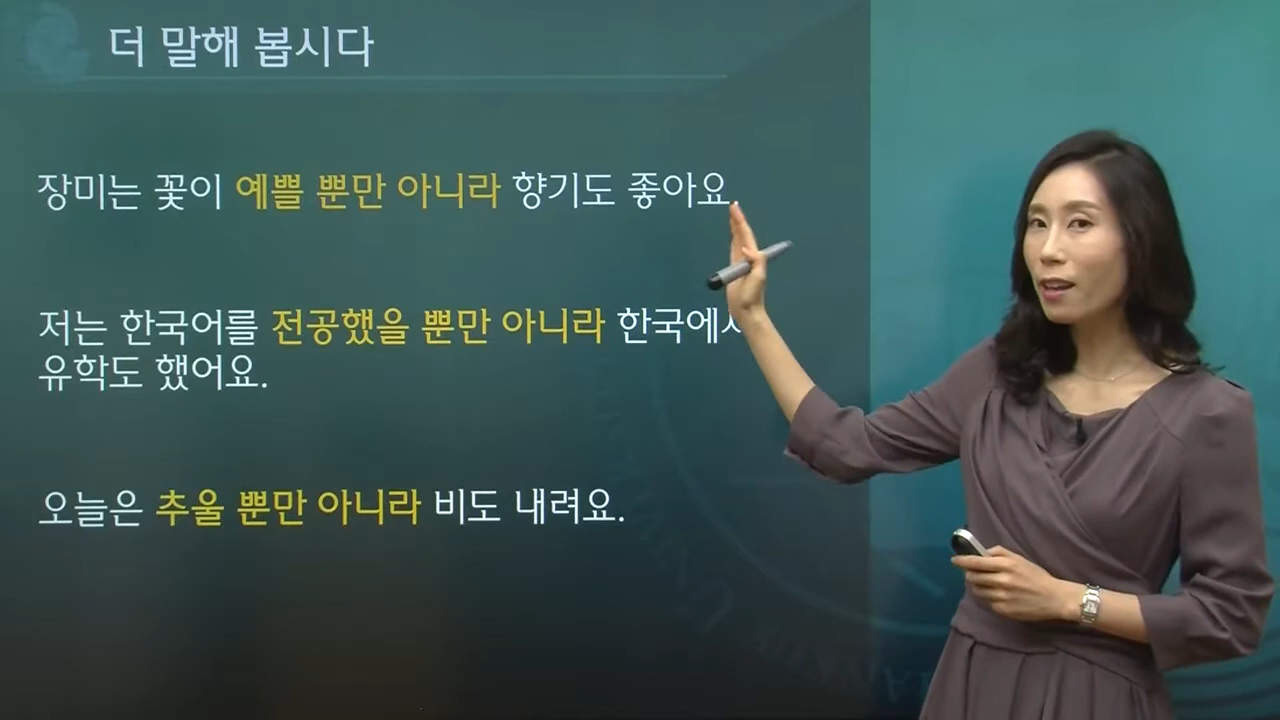 더 말해 봅시다
장미는 꽃이 예쁠 뿐만 아니라 향기도 좋아요.
저는 한국어를 전공했을 뿐만 아니라 한국에서
유학도 했어요.
오늘은 추울 뿐만 아니라 비도 내려요.